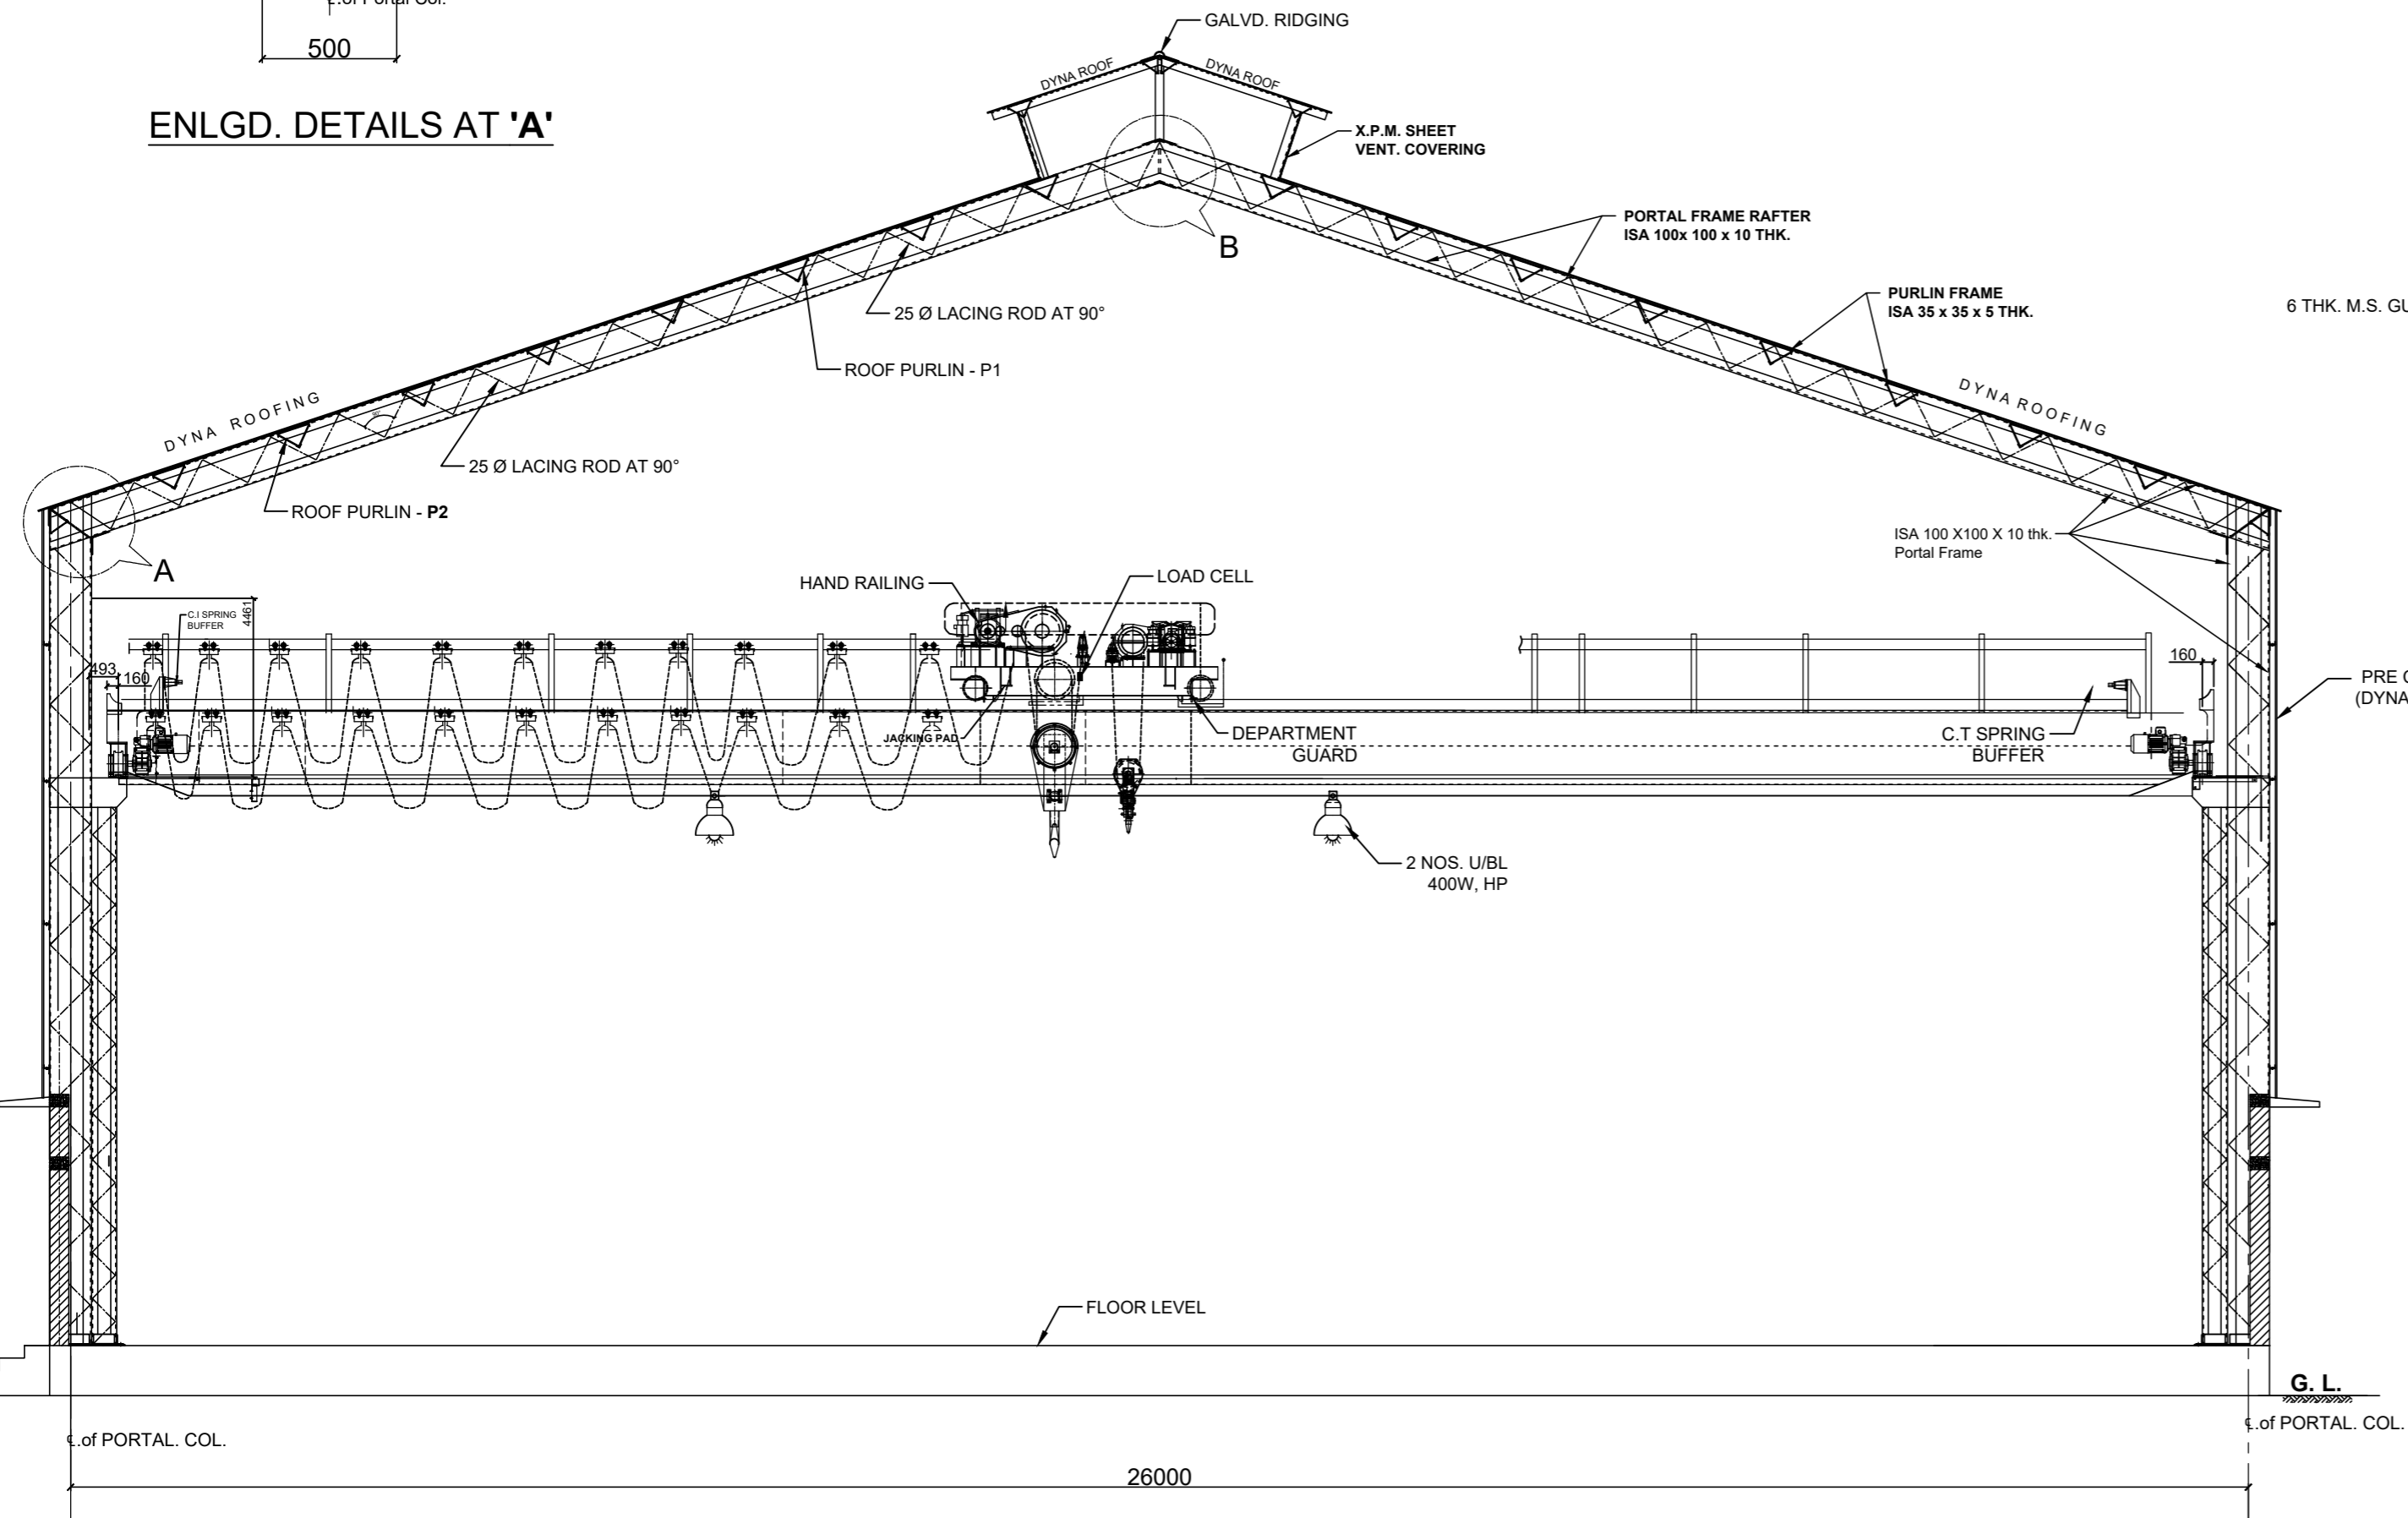 ℄.of Portal Col.
500
ENLGD. DETAILS AT 'A'
GALVD. RIDGING
DYNA ROOF
DYNA ROOF
X.P.M. SHEET
VENT. COVERING
B
PORTAL FRAME RAFTER
ISA 100x 100 x 10 THK.
PURLIN FRAME
ISA 35 x 35 x 5 THK.
6 THK. M.S. GU
25 Ø LACING ROD AT 90°
ROOF PURLIN - P1
DYNA ROOFING
DYNA ROOFING
90°
25 Ø LACING ROD AT 90°
ROOF PURLIN - P2
A
ISA 100 X100 X 10 thk.
Portal Frame
HAND RAILING
LOAD CELL
C.I SPRING
BUFFER
4461
493
160
160
PRE C
(DYNA
JACKING PAD
DEPARTMENT
GUARD
C.T SPRING
BUFFER
2 NOS. U/BL
400W, HP
FLOOR LEVEL
G. L.
℄.of PORTAL. COL.
℄.of PORTAL. COL.
26000